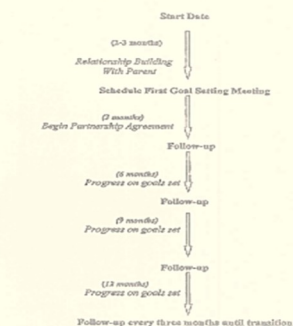 Start Date
(1-3 months)
Relationship Building
With Parent
Schedule First Goal Setting Meeting
(3 months)
Begin Partnership Agreement
Follow-up
(6 months)
Progress on goals set
Follow-up
(9 months)
Progress on goals set
Follow-up
(12 months)
Progress on goals set
Follow-up every three months until transition